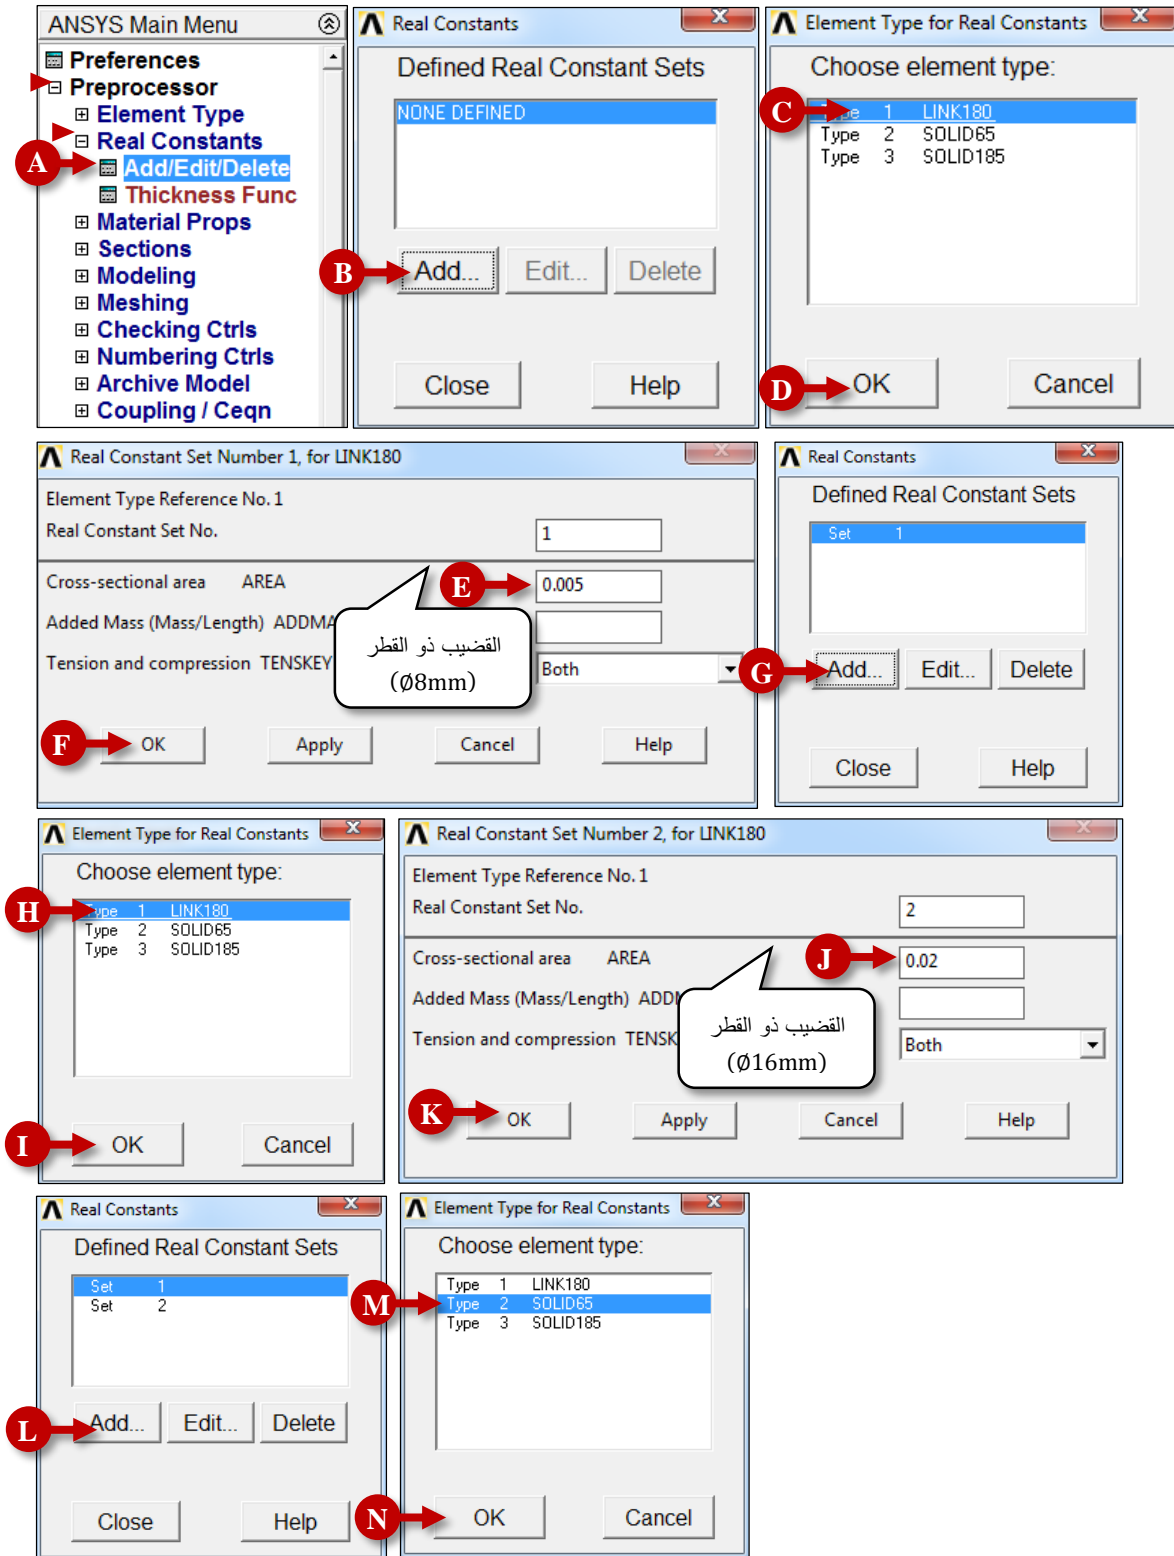 ANSYS Main Menu
Preferences
Preprocessor
Element Type
Real Constants
A
Add/Edit/Delete
Thickness Func
Material Props
Sections
Modeling
Meshing
Checking Ctrls
Numbering Ctrls
Archive Model
Coupling / Ceqn
Real Constants
Defined Real Constant Sets
NONE DEFINED
B
Add... Edit... Delete
Close Help
Element Type for Real Constants
Choose element type:
C
Type 1 LINK180
Type 2 SOLID65
Type 3 SOLID185
D
OK Cancel
Real Constant Set Number 1, for LINK180
Element Type Reference No. 1
Real Constant Set No. 1
Cross-sectional area AREA E 0.005
Added Mass (Mass/Length) ADDMA
Tension and compression TENSKEY Both
القضيب ذو القطر
(Ø8mm)
F
OK Apply Cancel Help
Real Constants
Defined Real Constant Sets
Set 1
G
Add... Edit... Delete
Close Help
Element Type for Real Constants
Choose element type:
H
Type 1 LINK180
Type 2 SOLID65
Type 3 SOLID185
I
OK Cancel
Real Constant Set Number 2, for LINK180
Element Type Reference No. 1
Real Constant Set No. 2
Cross-sectional area AREA J 0.02
Added Mass (Mass/Length) ADD
Tension and compression TENSK Both
القضيب ذو القطر
(Ø16mm)
K
OK Apply Cancel Help
Real Constants
Defined Real Constant Sets
Set 1
Set 2
L
Add... Edit... Delete
Close Help
Element Type for Real Constants
Choose element type:
Type 1 LINK180
M
Type 2 SOLID65
Type 3 SOLID185
N
OK Cancel